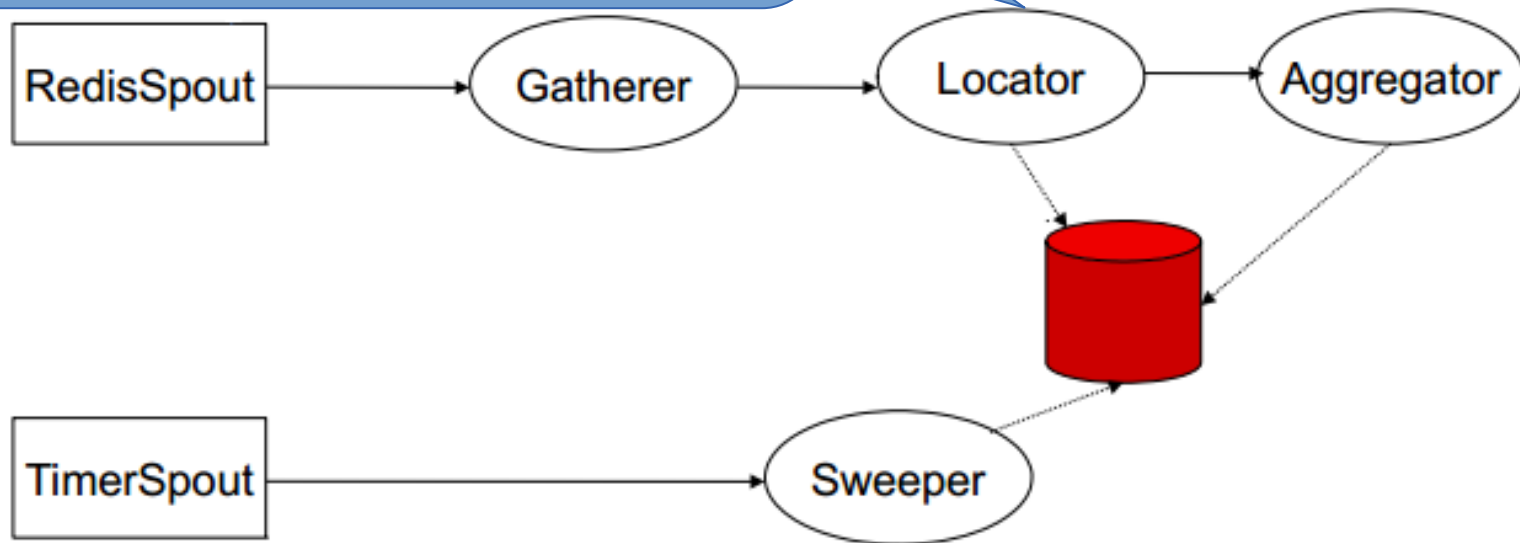 RedisSpout
Gatherer
Locator
Aggregator
TimerSpout
Sweeper